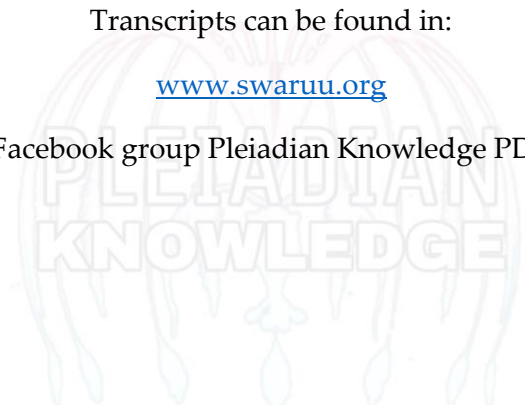 Transcripts can be found in:
www.swaruu.org
Facebook group Pleiadian Knowledge PD
PLEIADIAN
KNOWLEDGE